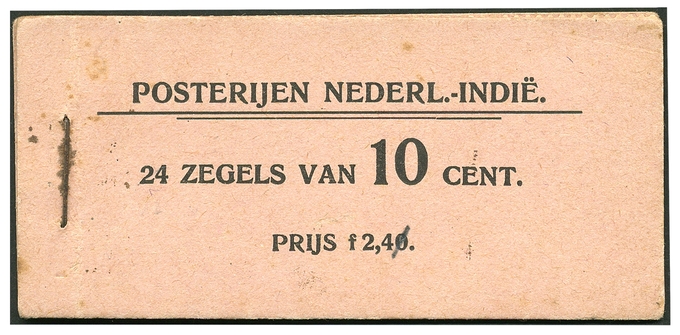 POSTERIJEN NEDERL.-INDIË.
24 ZEGELS VAN 10 CENT.
PRIJS f 2,40.